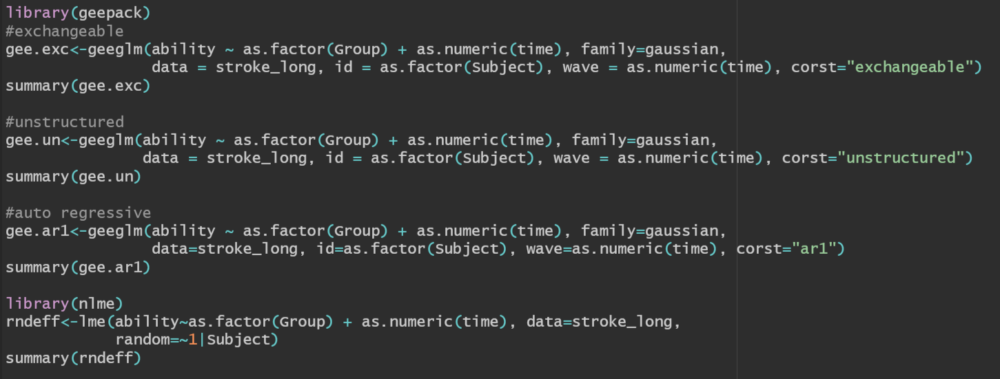 library(geepack)
#exchangeable
gee.exc<-geeglm(ability ~ as.factor(Group) + as.numeric(time), family=gaussian,
                data = stroke_long, id = as.factor(Subject), wave = as.numeric(time), corst="exchangeable")
summary(gee.exc)

#unstructured
gee.un<-geeglm(ability ~ as.factor(Group) + as.numeric(time), family=gaussian,
               data = stroke_long, id = as.factor(Subject), wave = as.numeric(time), corst="unstructured")
summary(gee.un)

#auto regressive
gee.ar1<-geeglm(ability ~ as.factor(Group) + as.numeric(time), family=gaussian,
                data=stroke_long, id=as.factor(Subject), wave=as.numeric(time), corst="ar1")
summary(gee.ar1)

library(nlme)
rndeff<-lme(ability~as.factor(Group) + as.numeric(time), data=stroke_long,
            random=~1|Subject)
summary(rndeff)